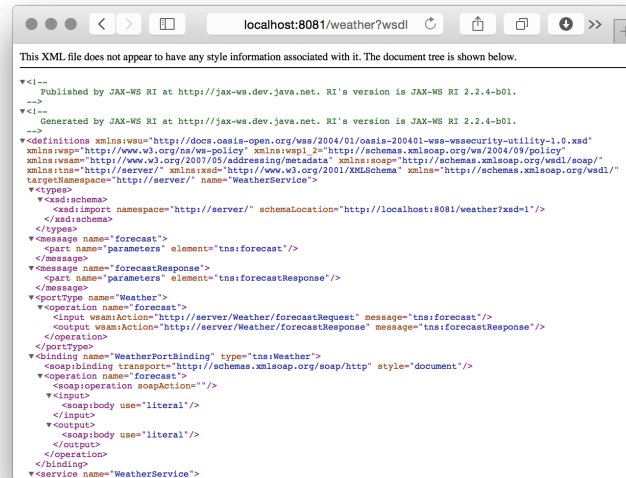 localhost:8081/weather?wsdl
This XML file does not appear to have any style information associated with it. The document tree is shown below.
▼<!--
Published by JAX-WS RI at http://jax-ws.dev.java.net. RI's version is JAX-WS RI 2.2.4-b01.
-->
▼<!--
Generated by JAX-WS RI at http://jax-ws.dev.java.net. RI's version is JAX-WS RI 2.2.4-b01.
-->
▼<definitions xmlns:wsu="http://docs.oasis-open.org/wss/2004/01/oasis-200401-wss-wssecurity-utility-1.0.xsd"
xmlns:wsp="http://www.w3.org/ns/ws-policy" xmlns:wsp1_2="http://schemas.xmlsoap.org/ws/2004/09/policy"
xmlns:wsam="http://www.w3.org/2007/05/addressing/metadata" xmlns:soap="http://schemas.xmlsoap.org/wsdl/soap/"
xmlns:tns="http://server/" xmlns:xsd="http://www.w3.org/2001/XMLSchema" xmlns="http://schemas.xmlsoap.org/wsdl/"
targetNamespace="http://server/" name="WeatherService">
▼<types>
▼<xsd:schema>
<xsd:import namespace="http://server/" schemaLocation="http://localhost:8081/weather?xsd=1"/>
</xsd:schema>
</types>
▼<message name="forecast">
<part name="parameters" element="tns:forecast"/>
</message>
▼<message name="forecastResponse">
<part name="parameters" element="tns:forecastResponse"/>
</message>
▼<portType name="Weather">
▼<operation name="forecast">
<input wsam:Action="http://server/Weather/forecastRequest" message="tns:forecast"/>
<output wsam:Action="http://server/Weather/forecastResponse" message="tns:forecastResponse"/>
</operation>
</portType>
▼<binding name="WeatherPortBinding" type="tns:Weather">
<soap:binding transport="http://schemas.xmlsoap.org/soap/http" style="document"/>
▼<operation name="forecast">
<soap:operation soapAction=""/>
▼<input>
<soap:body use="literal"/>
</input>
▼<output>
<soap:body use="literal"/>
</output>
</operation>
</binding>
▼<service name="WeatherService">